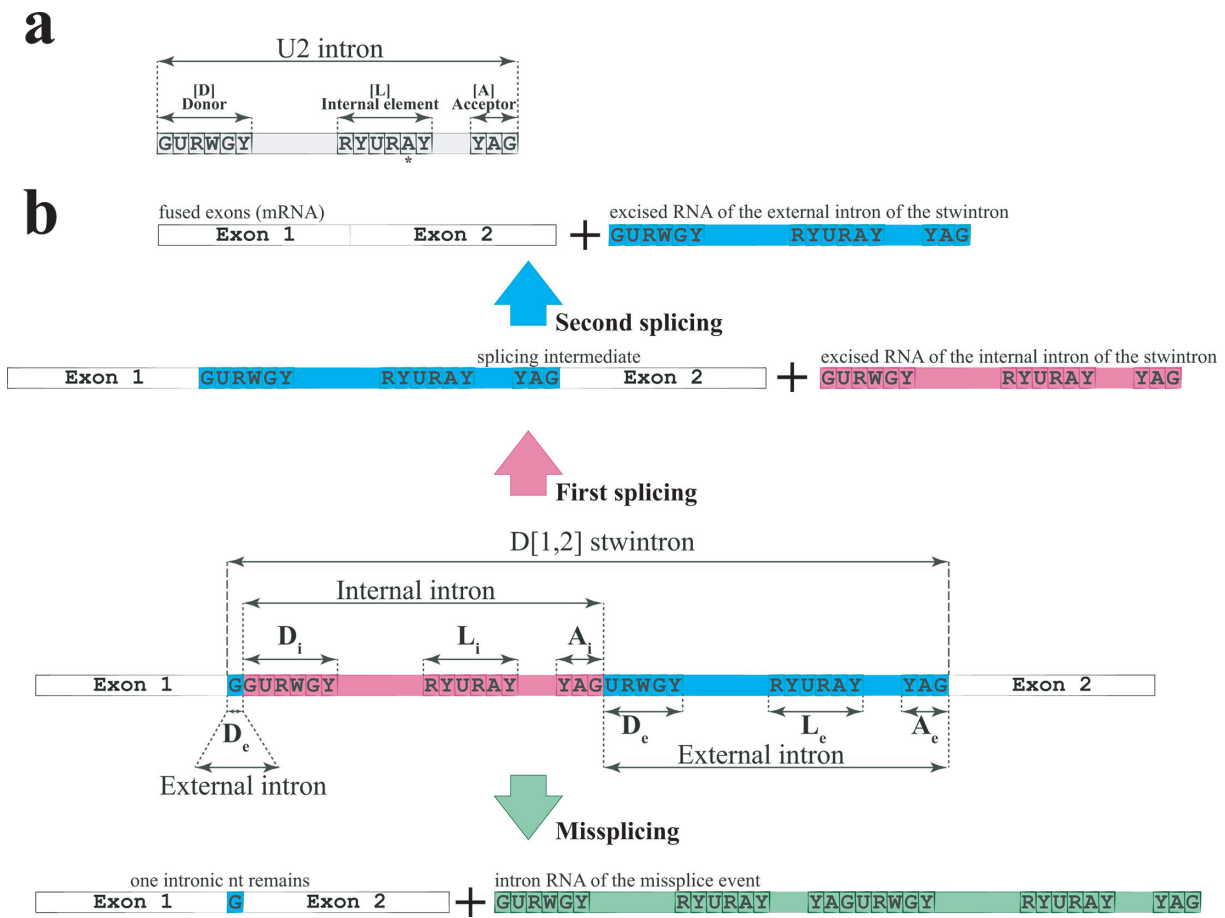 a
U2 intron
[D] [L] [A]
Donor Internal element Acceptor
GURWGY RYURAY YAG
*
b
fused exons (mRNA) excised RNA of the external intron of the stwintron
Exon 1 Exon 2 + GURWGY RYURAY YAG
Second splicing
splicing intermediate excised RNA of the internal intron of the stwintron
Exon 1 GURWGY RYURAY YAG Exon 2 + GURWGY RYURAY YAG
First splicing
D[1,2] stwintron
Internal intron
Di Li Ai
Exon 1 GGURWGY RYURAY YAGURWGY RYURAY YAG Exon 2
De De Le Ae
External intron External intron
Missplicing
one intronic nt remains intron RNA of the missplice event
Exon 1 G Exon 2 + GURWGY RYURAY YAGURWGY RYURAY YAG